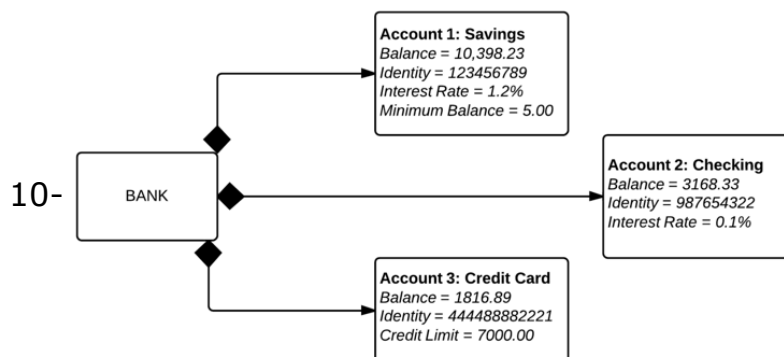 Account 1: Savings
Balance = 10,398.23
Identity = 123456789
Interest Rate = 1.2%
Minimum Balance = 5.00
10-
BANK
Account 2: Checking
Balance = 3168.33
Identity = 987654322
Interest Rate = 0.1%
Account 3: Credit Card
Balance = 1816.89
Identity = 444488882221
Credit Limit = 7000.00